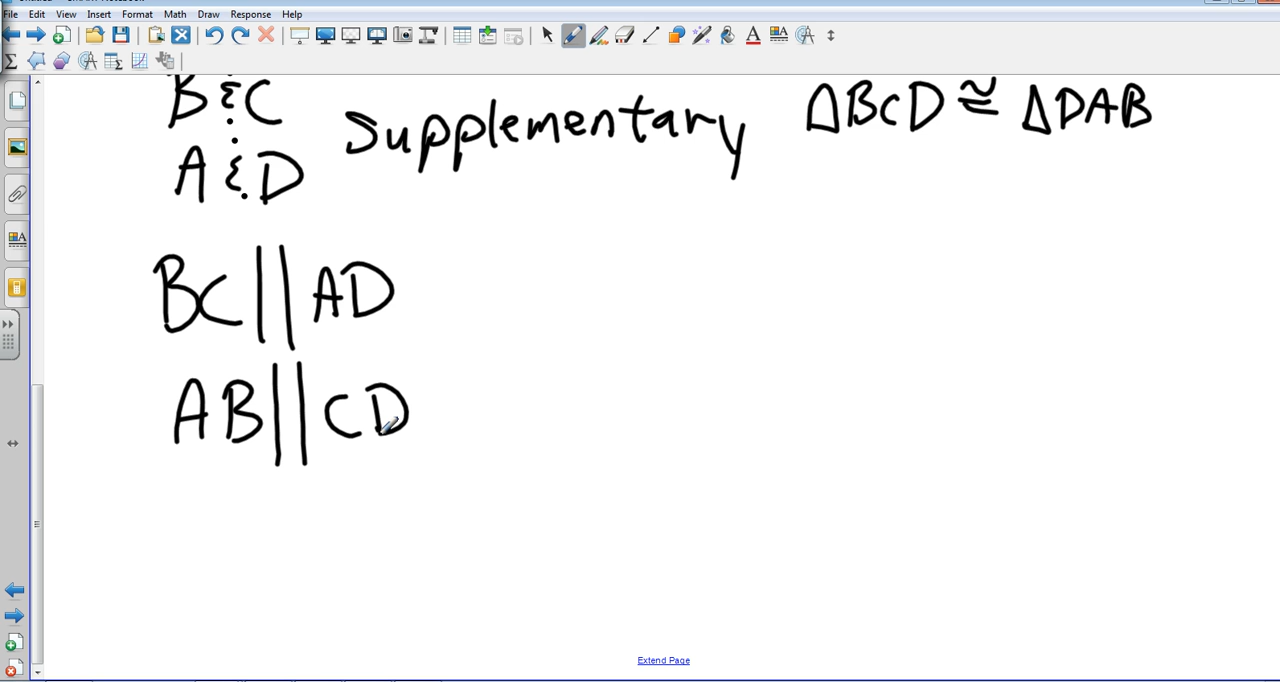 File Edit View Insert Format Math Draw Response Help
B & C
Supplementary
ΔBCD ≅ ΔDAB
A & D
BC || AD
AB || CD
Extend Page